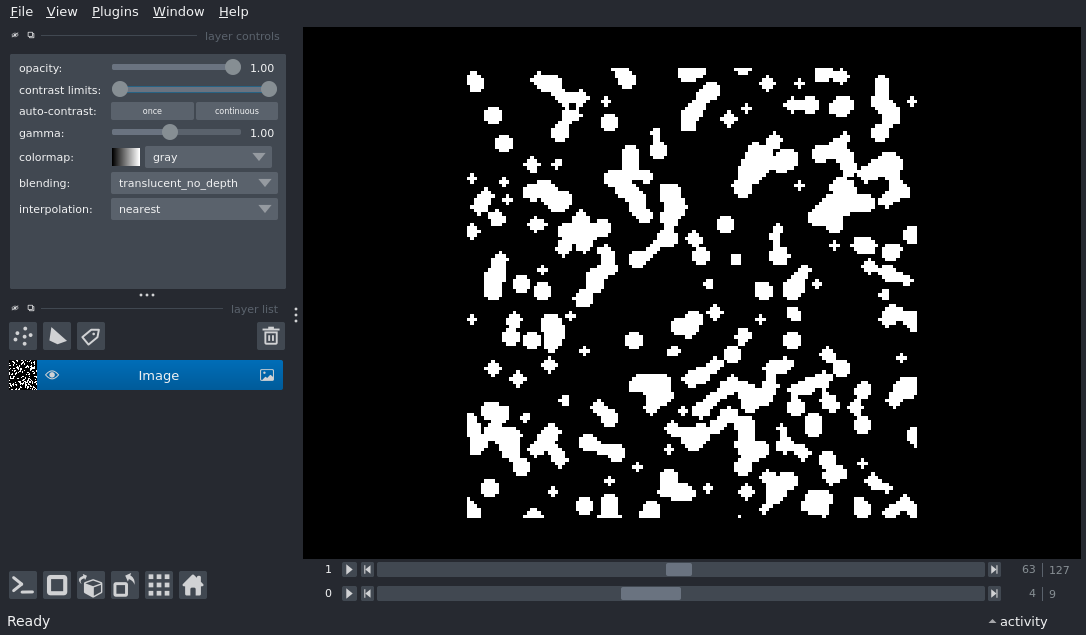 File View Plugins Window Help
layer controls
opacity: 1.00
contrast limits:
auto-contrast: once continuous
gamma: 1.00
colormap: gray
blending: translucent_no_depth
interpolation: nearest
layer list
Image
1 63 127
0 4 9
Ready activity